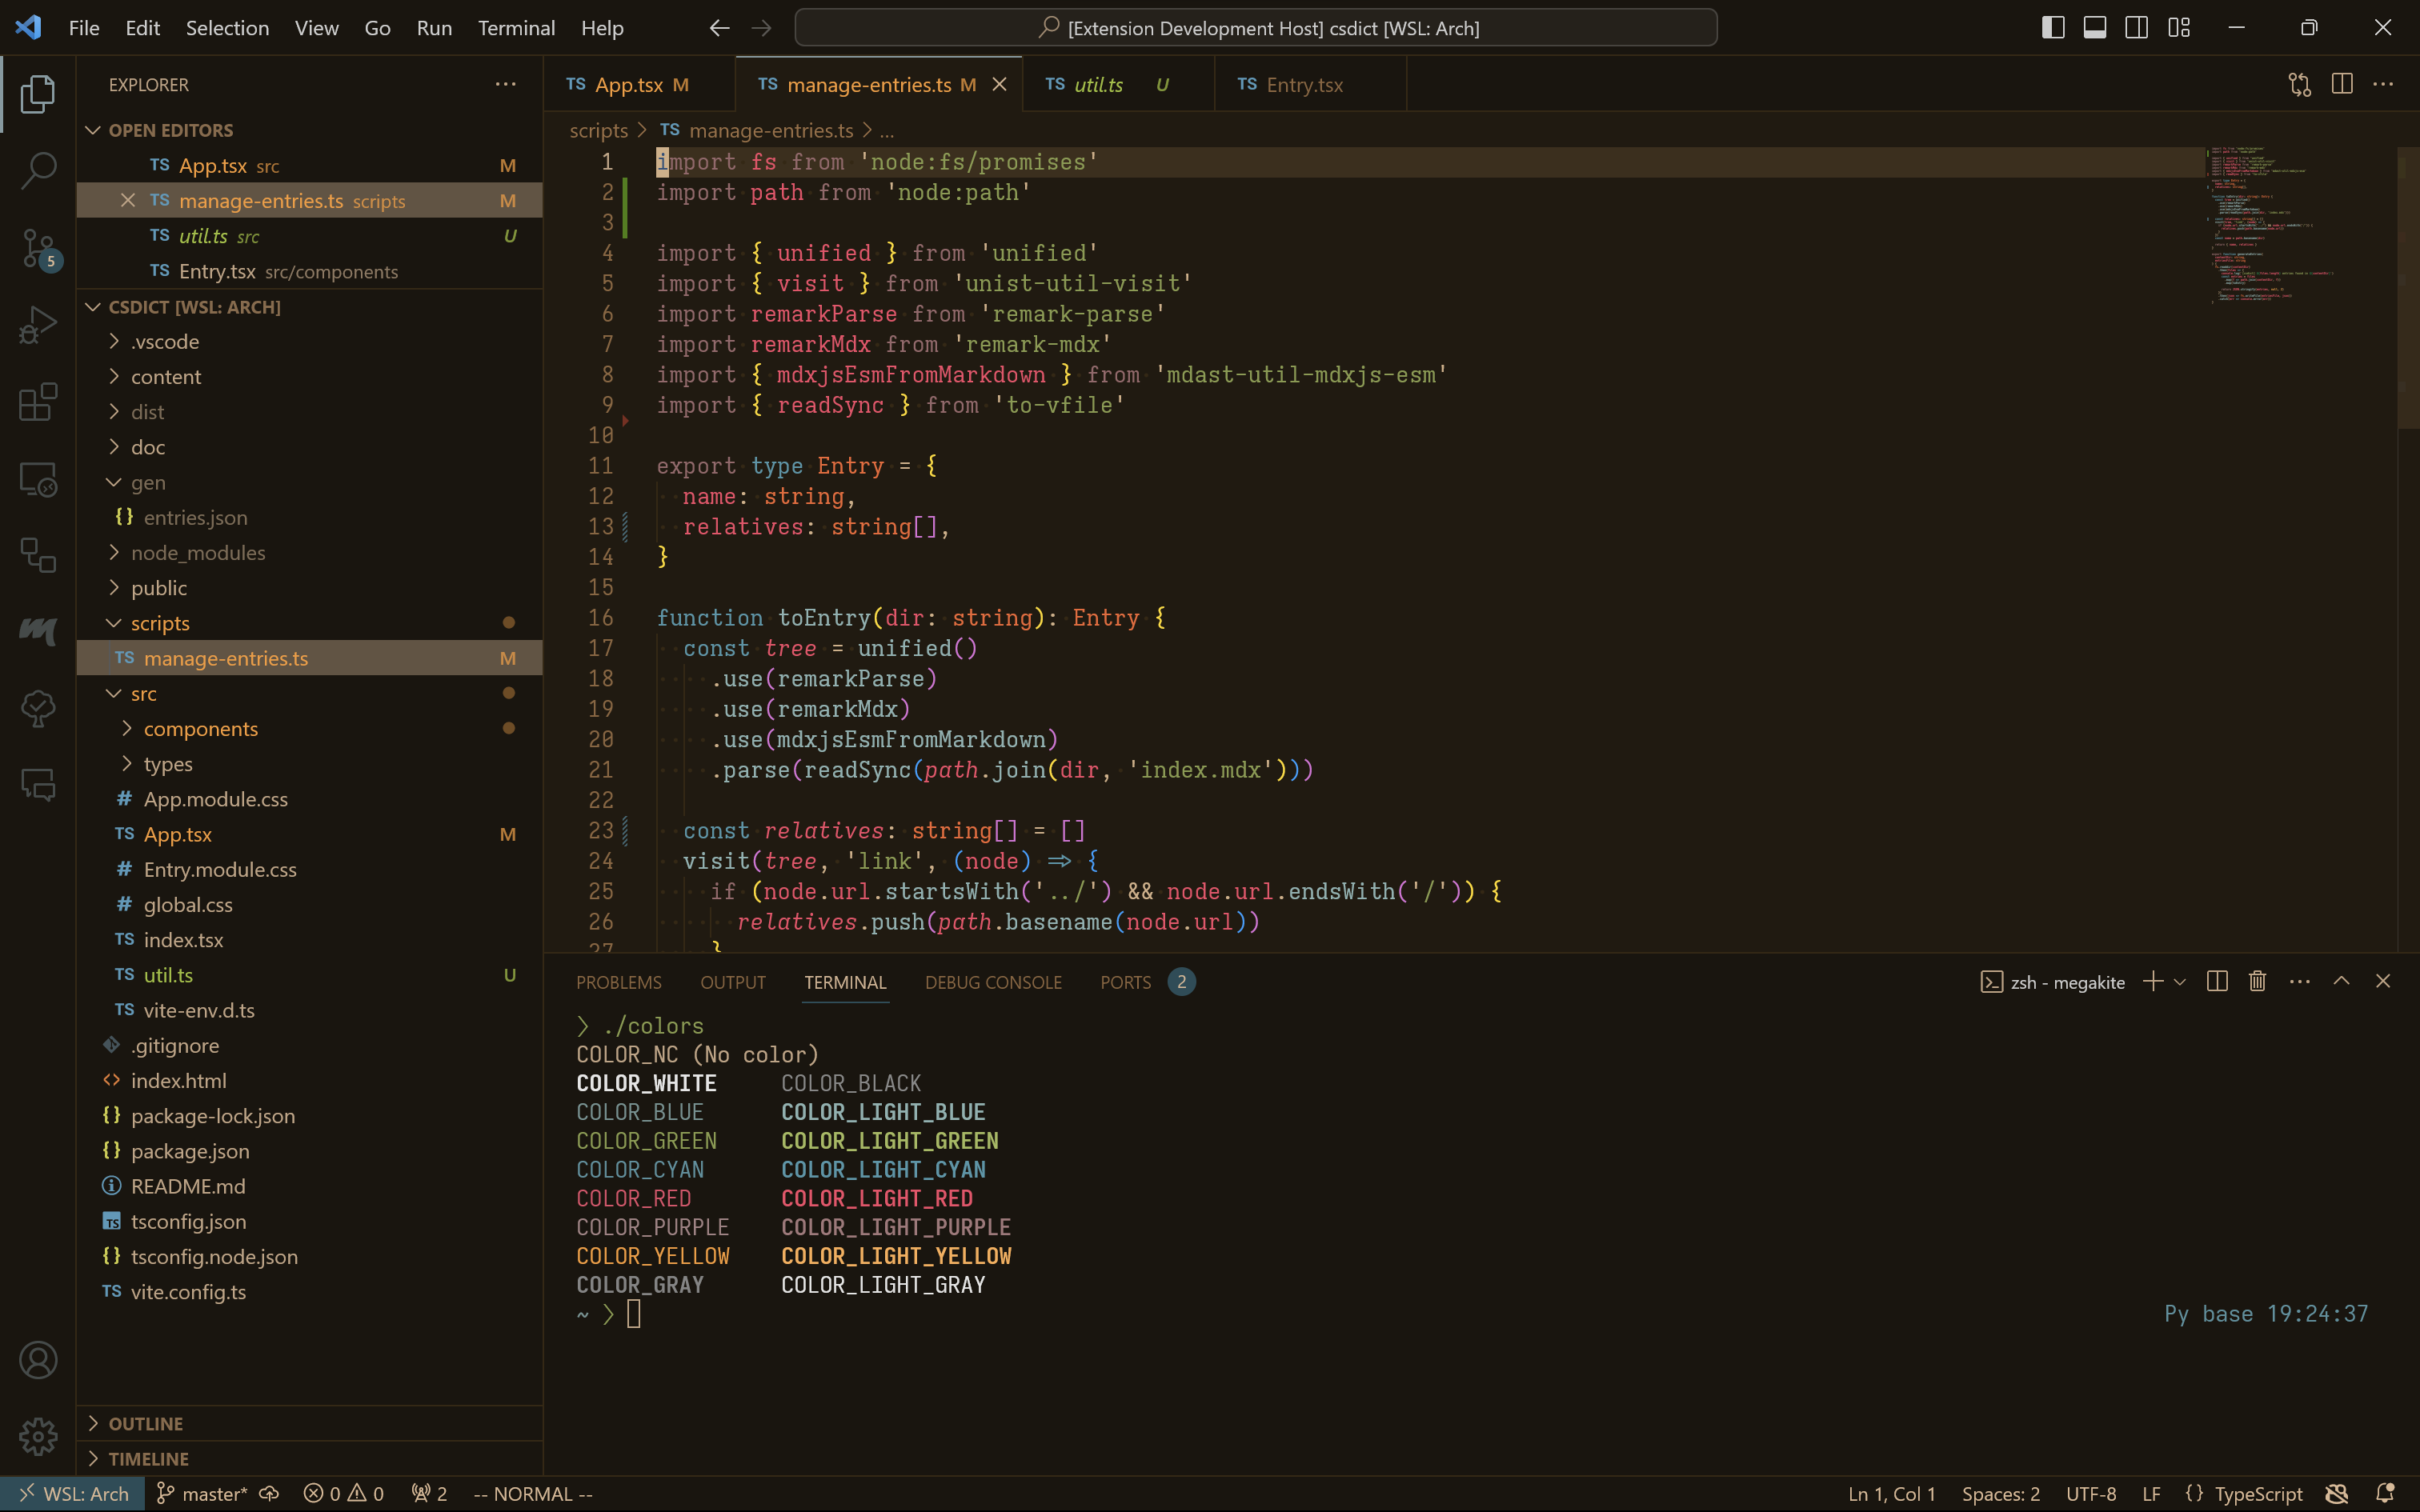 File Edit Selection View Go Run Terminal Help
[Extension Development Host] csdict [WSL: Arch]
EXPLORER
OPEN EDITORS
TS App.tsx src M
TS manage-entries.ts scripts M
TS util.ts src U
TS Entry.tsx src/components
CSDICT [WSL: ARCH]
.vscode
content
dist
doc
gen
{} entries.json
node_modules
public
scripts
TS manage-entries.ts M
src
components
types
# App.module.css
TS App.tsx M
# Entry.module.css
# global.css
TS index.tsx
TS util.ts U
TS vite-env.d.ts
.gitignore
<> index.html
{} package-lock.json
{} package.json
README.md
TS tsconfig.json
{} tsconfig.node.json
TS vite.config.ts
OUTLINE
TIMELINE
5
TS App.tsx M
TS manage-entries.ts M
TS util.ts U
TS Entry.tsx
scripts > TS manage-entries.ts > ...
1 import fs from 'node:fs/promises'
2 import path from 'node:path'
3
4 import { unified } from 'unified'
5 import { visit } from 'unist-util-visit'
6 import remarkParse from 'remark-parse'
7 import remarkMdx from 'remark-mdx'
8 import { mdxjsEsmFromMarkdown } from 'mdast-util-mdxjs-esm'
9 import { readSync } from 'to-vfile'
10
11 export type Entry = {
12 name: string,
13 relatives: string[],
14 }
15
16 function toEntry(dir: string): Entry {
17 const tree = unified()
18 .use(remarkParse)
19 .use(remarkMdx)
20 .use(mdxjsEsmFromMarkdown)
21 .parse(readSync(path.join(dir, 'index.mdx')))
22
23 const relatives: string[] = []
24 visit(tree, 'link', (node) => {
25 if (node.url.startsWith('../') && node.url.endsWith('/')) {
26 relatives.push(path.basename(node.url))
27 }
PROBLEMS OUTPUT TERMINAL DEBUG CONSOLE PORTS 2
zsh - megakite
❯ ./colors
COLOR_NC (No color)
COLOR_WHITE COLOR_BLACK
COLOR_BLUE COLOR_LIGHT_BLUE
COLOR_GREEN COLOR_LIGHT_GREEN
COLOR_CYAN COLOR_LIGHT_CYAN
COLOR_RED COLOR_LIGHT_RED
COLOR_PURPLE COLOR_LIGHT_PURPLE
COLOR_YELLOW COLOR_LIGHT_YELLOW
COLOR_GRAY COLOR_LIGHT_GRAY
~ ❯ Py base 19:24:37
WSL: Arch master* 0 0 2 -- NORMAL -- Ln 1, Col 1 Spaces: 2 UTF-8 LF {} TypeScript